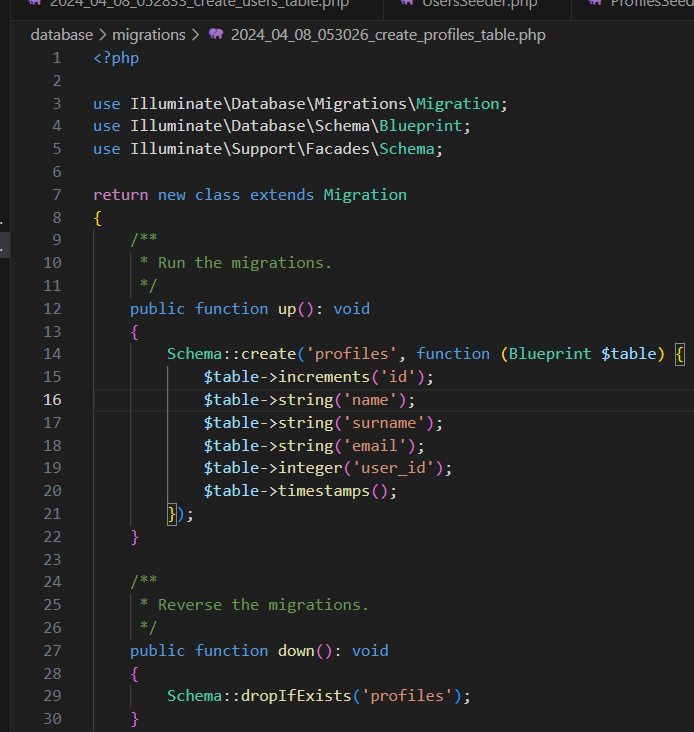 2024_04_08_052833_create_users_table.php UsersSeeder.php ProfilesSeed
database > migrations > 2024_04_08_053026_create_profiles_table.php
1 <?php
2
3 use Illuminate\Database\Migrations\Migration;
4 use Illuminate\Database\Schema\Blueprint;
5 use Illuminate\Support\Facades\Schema;
6
7 return new class extends Migration
8 {
9 /**
10 * Run the migrations.
11 */
12 public function up(): void
13 {
14 Schema::create('profiles', function (Blueprint $table) {
15 $table->increments('id');
16 $table->string('name');
17 $table->string('surname');
18 $table->string('email');
19 $table->integer('user_id');
20 $table->timestamps();
21 });
22 }
23
24 /**
25 * Reverse the migrations.
26 */
27 public function down(): void
28 {
29 Schema::dropIfExists('profiles');
30 }